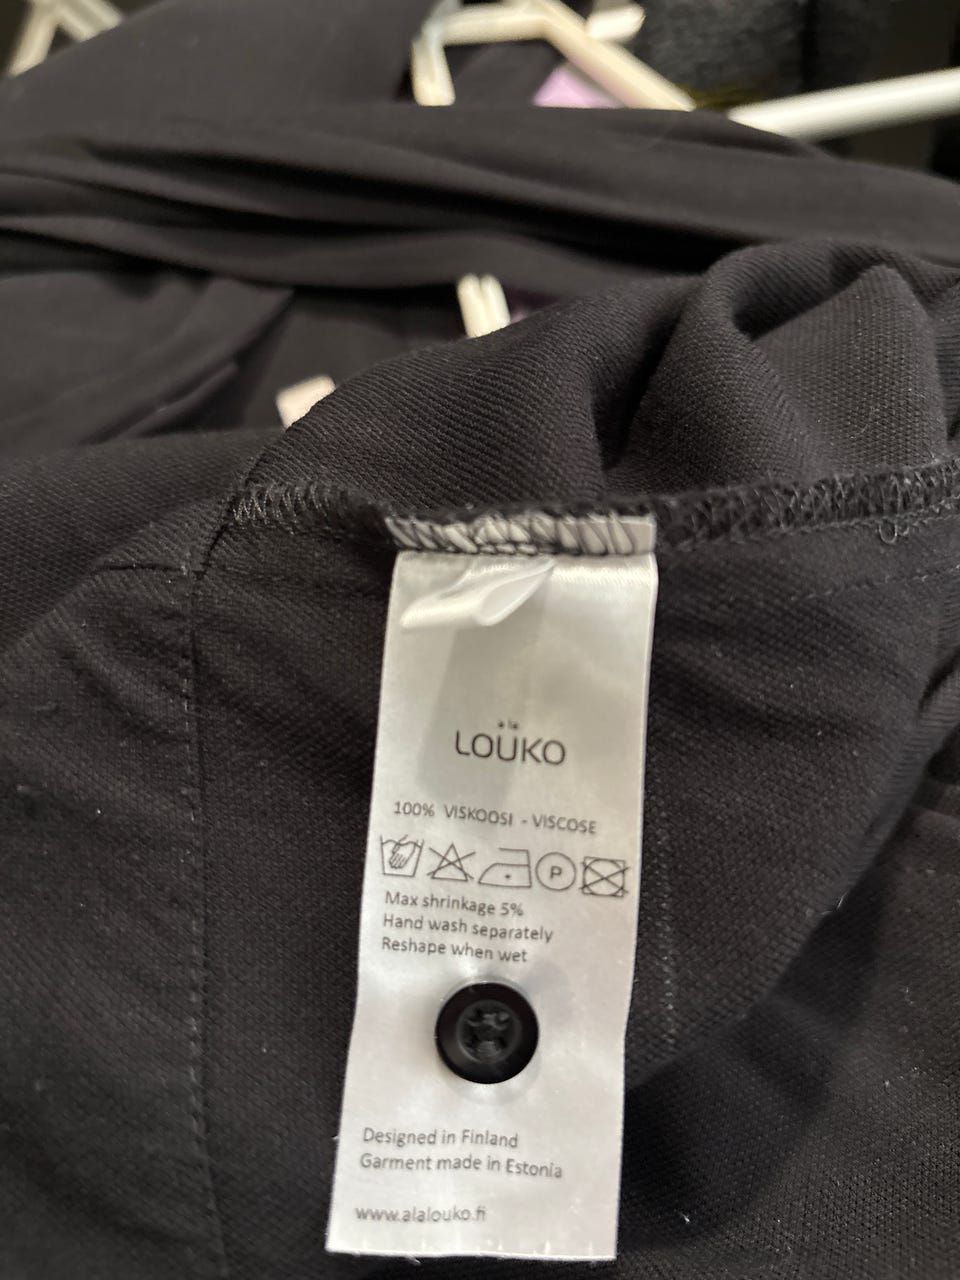 a la
LOUKO
100% VISKOOSI - VISCOSE
P
Max shrinkage 5%
Hand wash separately
Reshape when wet
Designed in Finland
Garment made in Estonia
www.alalouko.fi